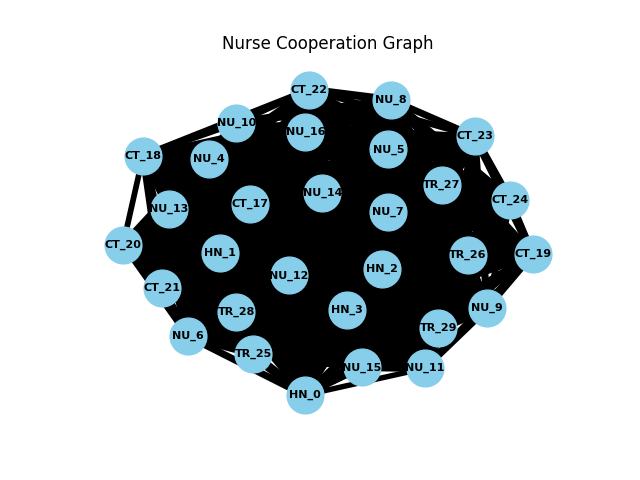 Nurse Cooperation Graph
CT_22
NU_8
NU_10
NU_16
CT_23
NU_5
CT_18
NU_4
TR_27
NU_14
CT_24
CT_17
NU_13
NU_7
CT_20
HN_1
CT_19
TR_26
HN_2
NU_12
CT_21
NU_9
HN_3
TR_28
TR_29
NU_6
TR_25
NU_15
NU_11
HN_0